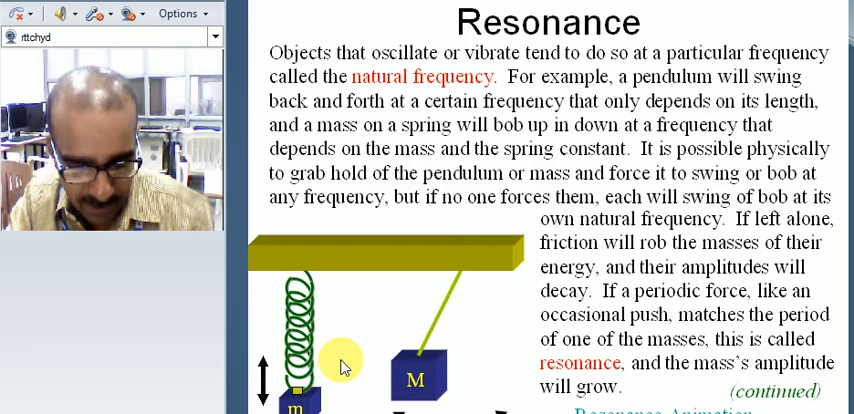 Options
rttchyd
Resonance
Objects that oscillate or vibrate tend to do so at a particular frequency
called the natural frequency. For example, a pendulum will swing
back and forth at a certain frequency that only depends on its length,
and a mass on a spring will bob up in down at a frequency that
depends on the mass and the spring constant. It is possible physically
to grab hold of the pendulum or mass and force it to swing or bob at
any frequency, but if no one forces them, each will swing of bob at its
own natural frequency. If left alone,
friction will rob the masses of their
energy, and their amplitudes will
decay. If a periodic force, like an
occasional push, matches the period
of one of the masses, this is called
resonance, and the mass's amplitude
will grow.
(continued)
m
M
Resonance Animation